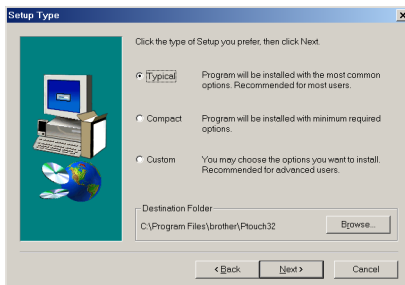 Setup Type
Click the type of Setup you prefer, then click Next.
Typical
Program will be installed with the most common
options. Recommended for most users.
Compact
Program will be installed with minimum required
options.
Custom
You may choose the options you want to install.
Recommended for advanced users.
Destination Folder
C:\Program Files\brother\Ptouch32
Browse...
< Back
Next >
Cancel